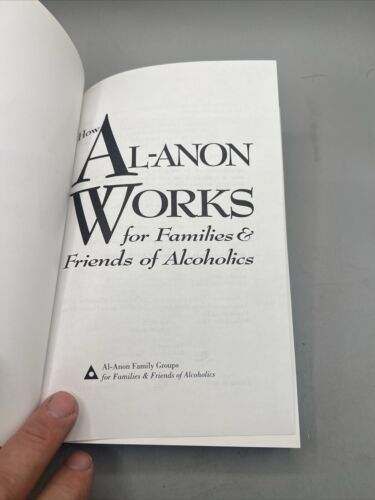 How
AL-ANON
WORKS
for Families &
Friends of Alcoholics
Al-Anon Family Groups
for Families & Friends of Alcoholics